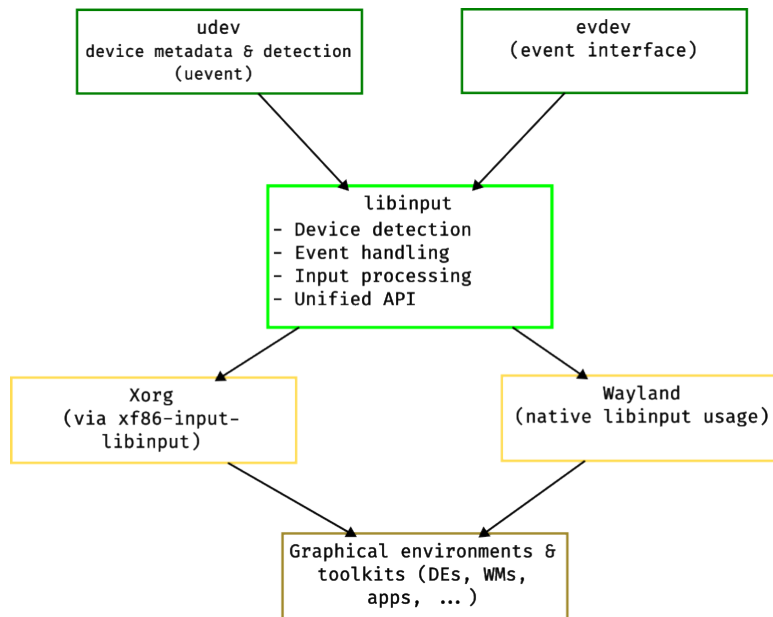 udev
device metadata & detection
(uevent)
evdev
(event interface)
libinput
- Device detection
- Event handling
- Input processing
- Unified API
Xorg
(via xf86-input-
libinput)
Wayland
(native libinput usage)
Graphical environments &
toolkits (DEs, WMs,
apps, ...)